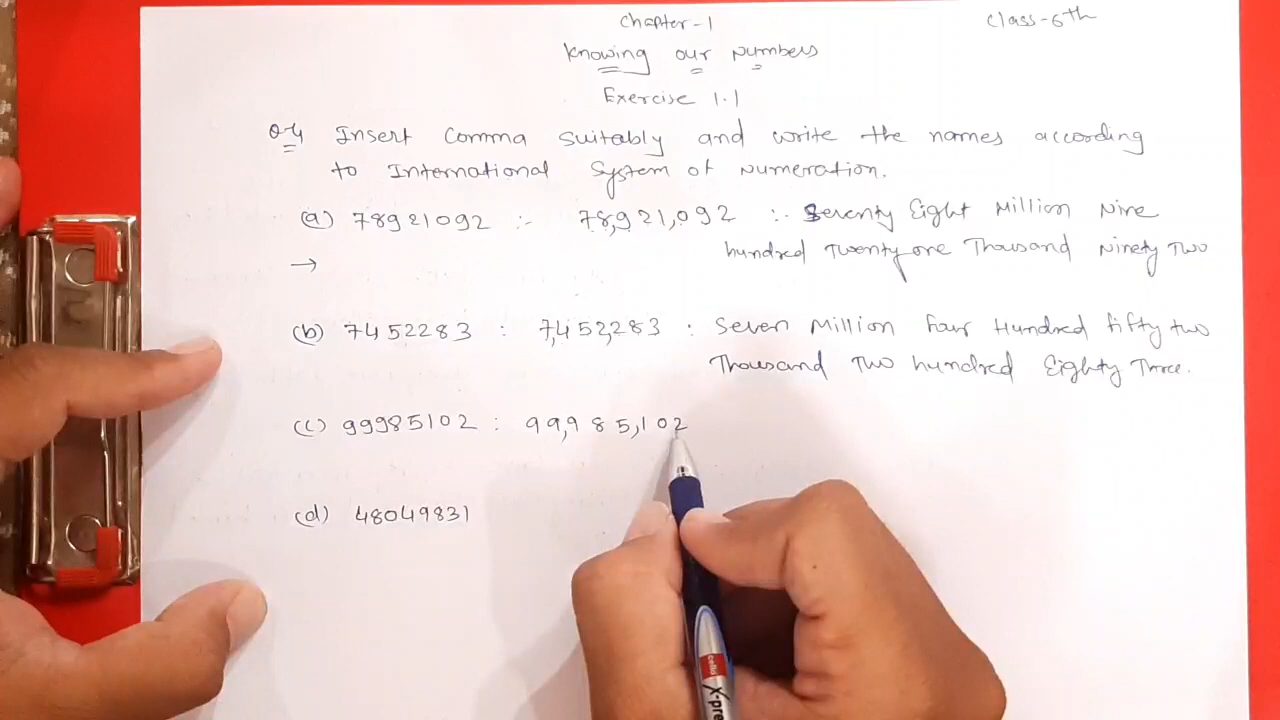 Chapter-1
Class-6th
Knowing our Numbers
Exercise 1.1
Q4 Insert Comma Suitably and write the names according
to International System of Numeration.
(a) 78921092 :- 78,921,092 :- Seventy Eight Million Nine
hundred Twenty one Thousand Ninety Two
→
(b) 7452283 : 7,452,283 : Seven Million Four Hundred fifty two
Thousand Two hundred Eighty Three.
(c) 99985102 : 99,985,102
(d) 48049831
cello
X-pre